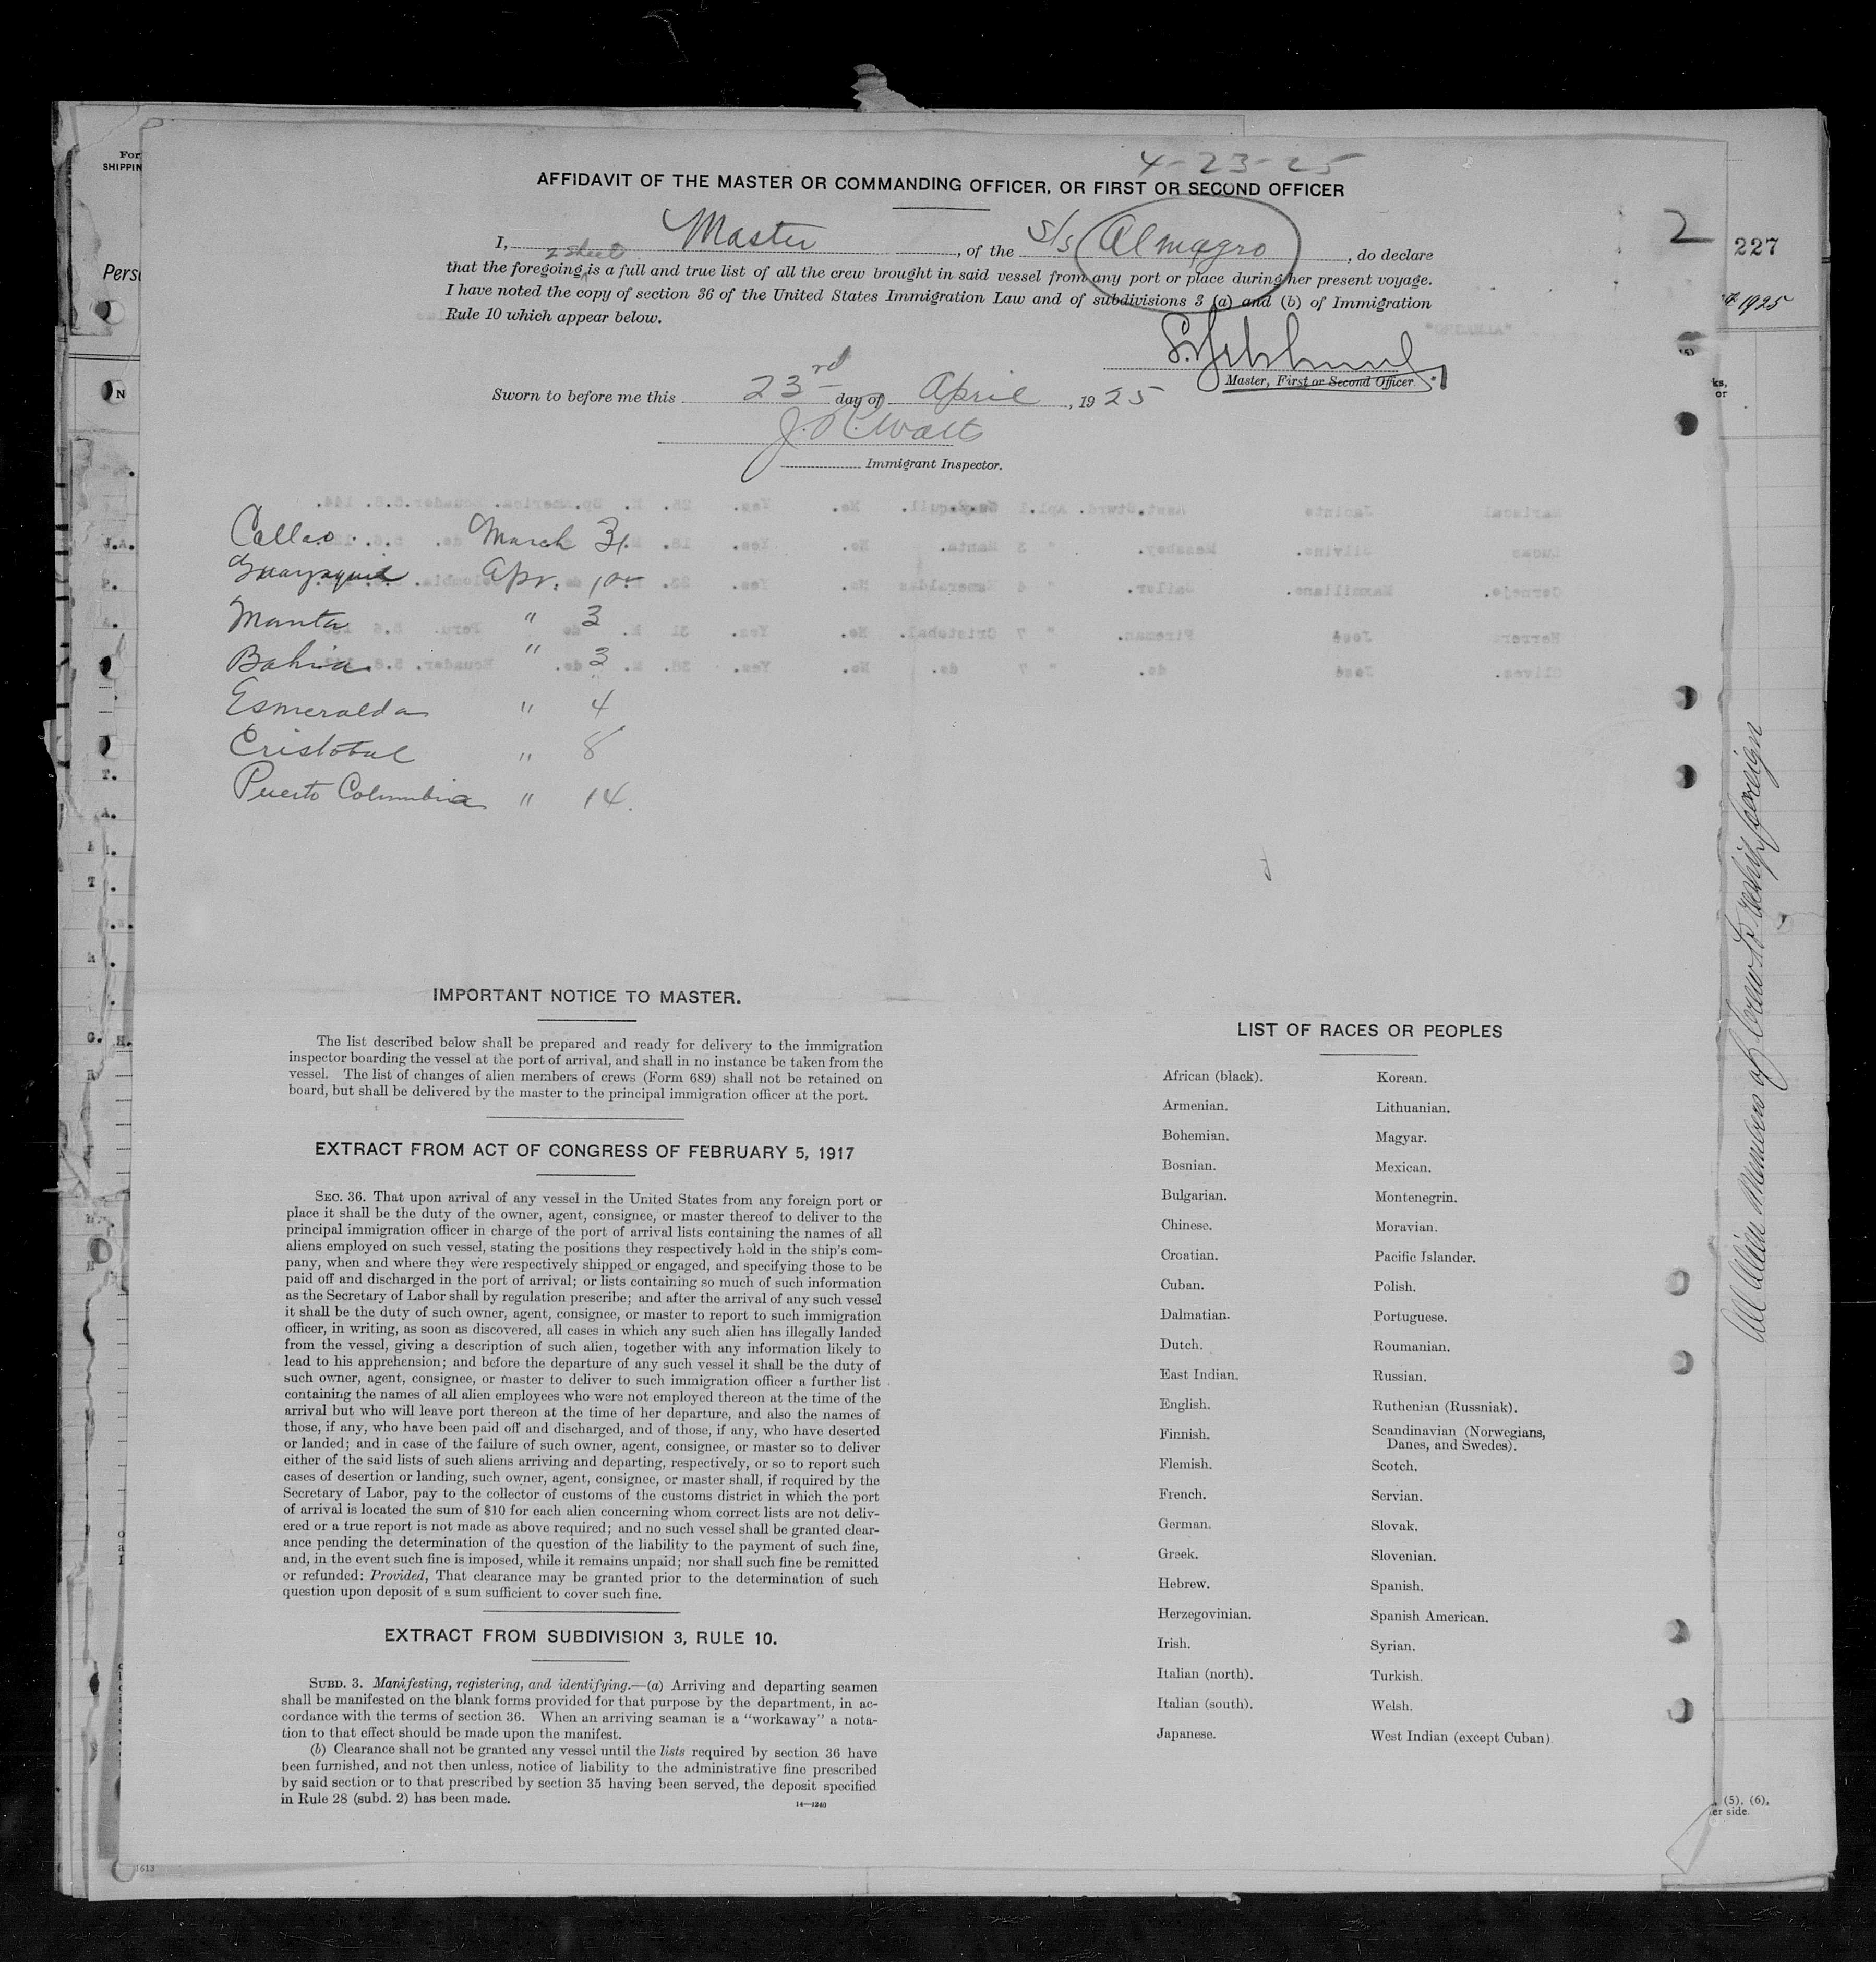 4-23-25
AFFIDAVIT OF THE MASTER OR COMMANDING OFFICER, OR FIRST OR SECOND OFFICER
I, Master, of the S/S Almagro, do declare
2 sheets
that the foregoing is a full and true list of all the crew brought in said vessel from any port or place during her present voyage.
I have noted the copy of section 36 of the United States Immigration Law and of subdivisions 3 (a) and (b) of Immigration
Rule 10 which appear below.
Master, First or Second Officer.
Sworn to before me this 23rd day of April, 1925
Immigrant Inspector.
2
227
1925
For
SHIPPIN
Pers
Callao March 31.
Guayaquil Apr.
Manta " 3
Bahia " 3
Esmeralda " 4
Cristobal " 8
Puerto Columbia " 14.
All Alien Members of Crew to reship foreign
IMPORTANT NOTICE TO MASTER.
The list described below shall be prepared and ready for delivery to the immigration
inspector boarding the vessel at the port of arrival, and shall in no instance be taken from the
vessel. The list of changes of alien members of crews (Form 689) shall not be retained on
board, but shall be delivered by the master to the principal immigration officer at the port.
EXTRACT FROM ACT OF CONGRESS OF FEBRUARY 5, 1917
SEC. 36. That upon arrival of any vessel in the United States from any foreign port or
place it shall be the duty of the owner, agent, consignee, or master thereof to deliver to the
principal immigration officer in charge of the port of arrival lists containing the names of all
aliens employed on such vessel, stating the positions they respectively hold in the ship's com-
pany, when and where they were respectively shipped or engaged, and specifying those to be
paid off and discharged in the port of arrival; or lists containing so much of such information
as the Secretary of Labor shall by regulation prescribe; and after the arrival of any such vessel
it shall be the duty of such owner, agent, consignee, or master to report to such immigration
officer, in writing, as soon as discovered, all cases in which any such alien has illegally landed
from the vessel, giving a description of such alien, together with any information likely to
lead to his apprehension; and before the departure of any such vessel it shall be the duty of
such owner, agent, consignee, or master to deliver to such immigration officer a further list
containing the names of all alien employees who were not employed thereon at the time of the
arrival but who will leave port thereon at the time of her departure, and also the names of
those, if any, who have been paid off and discharged, and of those, if any, who have deserted
or landed; and in case of the failure of such owner, agent, consignee, or master so to deliver
either of the said lists of such aliens arriving and departing, respectively, or so to report such
cases of desertion or landing, such owner, agent, consignee, or master shall, if required by the
Secretary of Labor, pay to the collector of customs of the customs district in which the port
of arrival is located the sum of $10 for each alien concerning whom correct lists are not deliv-
ered or a true report is not made as above required; and no such vessel shall be granted clear-
ance pending the determination of the question of the liability to the payment of such fine,
and, in the event such fine is imposed, while it remains unpaid; nor shall such fine be remitted
or refunded: Provided, That clearance may be granted prior to the determination of such
question upon deposit of a sum sufficient to cover such fine.
EXTRACT FROM SUBDIVISION 3, RULE 10.
SUBD. 3. Manifesting, registering, and identifying.—(a) Arriving and departing seamen
shall be manifested on the blank forms provided for that purpose by the department, in ac-
cordance with the terms of section 36. When an arriving seaman is a "workaway" a nota-
tion to that effect should be made upon the manifest.
(b) Clearance shall not be granted any vessel until the lists required by section 36 have
been furnished, and not then unless, notice of liability to the administrative fine prescribed
by said section or to that prescribed by section 35 having been served, the deposit specified
in Rule 28 (subd. 2) has been made.
14—1240
LIST OF RACES OR PEOPLES
African (black). Korean.
Armenian. Lithuanian.
Bohemian. Magyar.
Bosnian. Mexican.
Bulgarian. Montenegrin.
Chinese. Moravian.
Croatian. Pacific Islander.
Cuban. Polish.
Dalmatian. Portuguese.
Dutch. Roumanian.
East Indian. Russian.
English. Ruthenian (Russniak).
Finnish. Scandinavian (Norwegians,
Danes, and Swedes).
Flemish. Scotch.
French. Servian.
German. Slovak.
Greek. Slovenian.
Hebrew. Spanish.
Herzegovinian. Spanish American.
Irish. Syrian.
Italian (north). Turkish.
Italian (south). Welsh.
Japanese. West Indian (except Cuban)
(5), (6),
er side.
1613